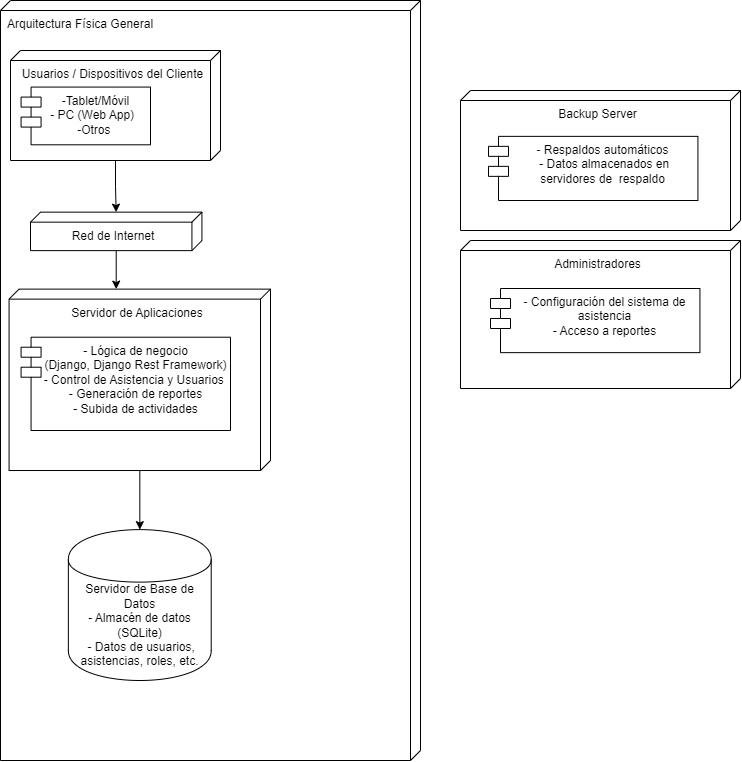 Arquitectura Física General
Usuarios / Dispositivos del Cliente
-Tablet/Móvil
- PC (Web App)
-Otros
Red de Internet
Servidor de Aplicaciones
- Lógica de negocio
(Django, Django Rest Framework)
- Control de Asistencia y Usuarios
- Generación de reportes
- Subida de actividades
Servidor de Base de
Datos
- Almacén de datos
(SQLite)
- Datos de usuarios,
asistencias, roles, etc.
Backup Server
- Respaldos automáticos
- Datos almacenados en
servidores de respaldo
Administradores
- Configuración del sistema de
asistencia
- Acceso a reportes